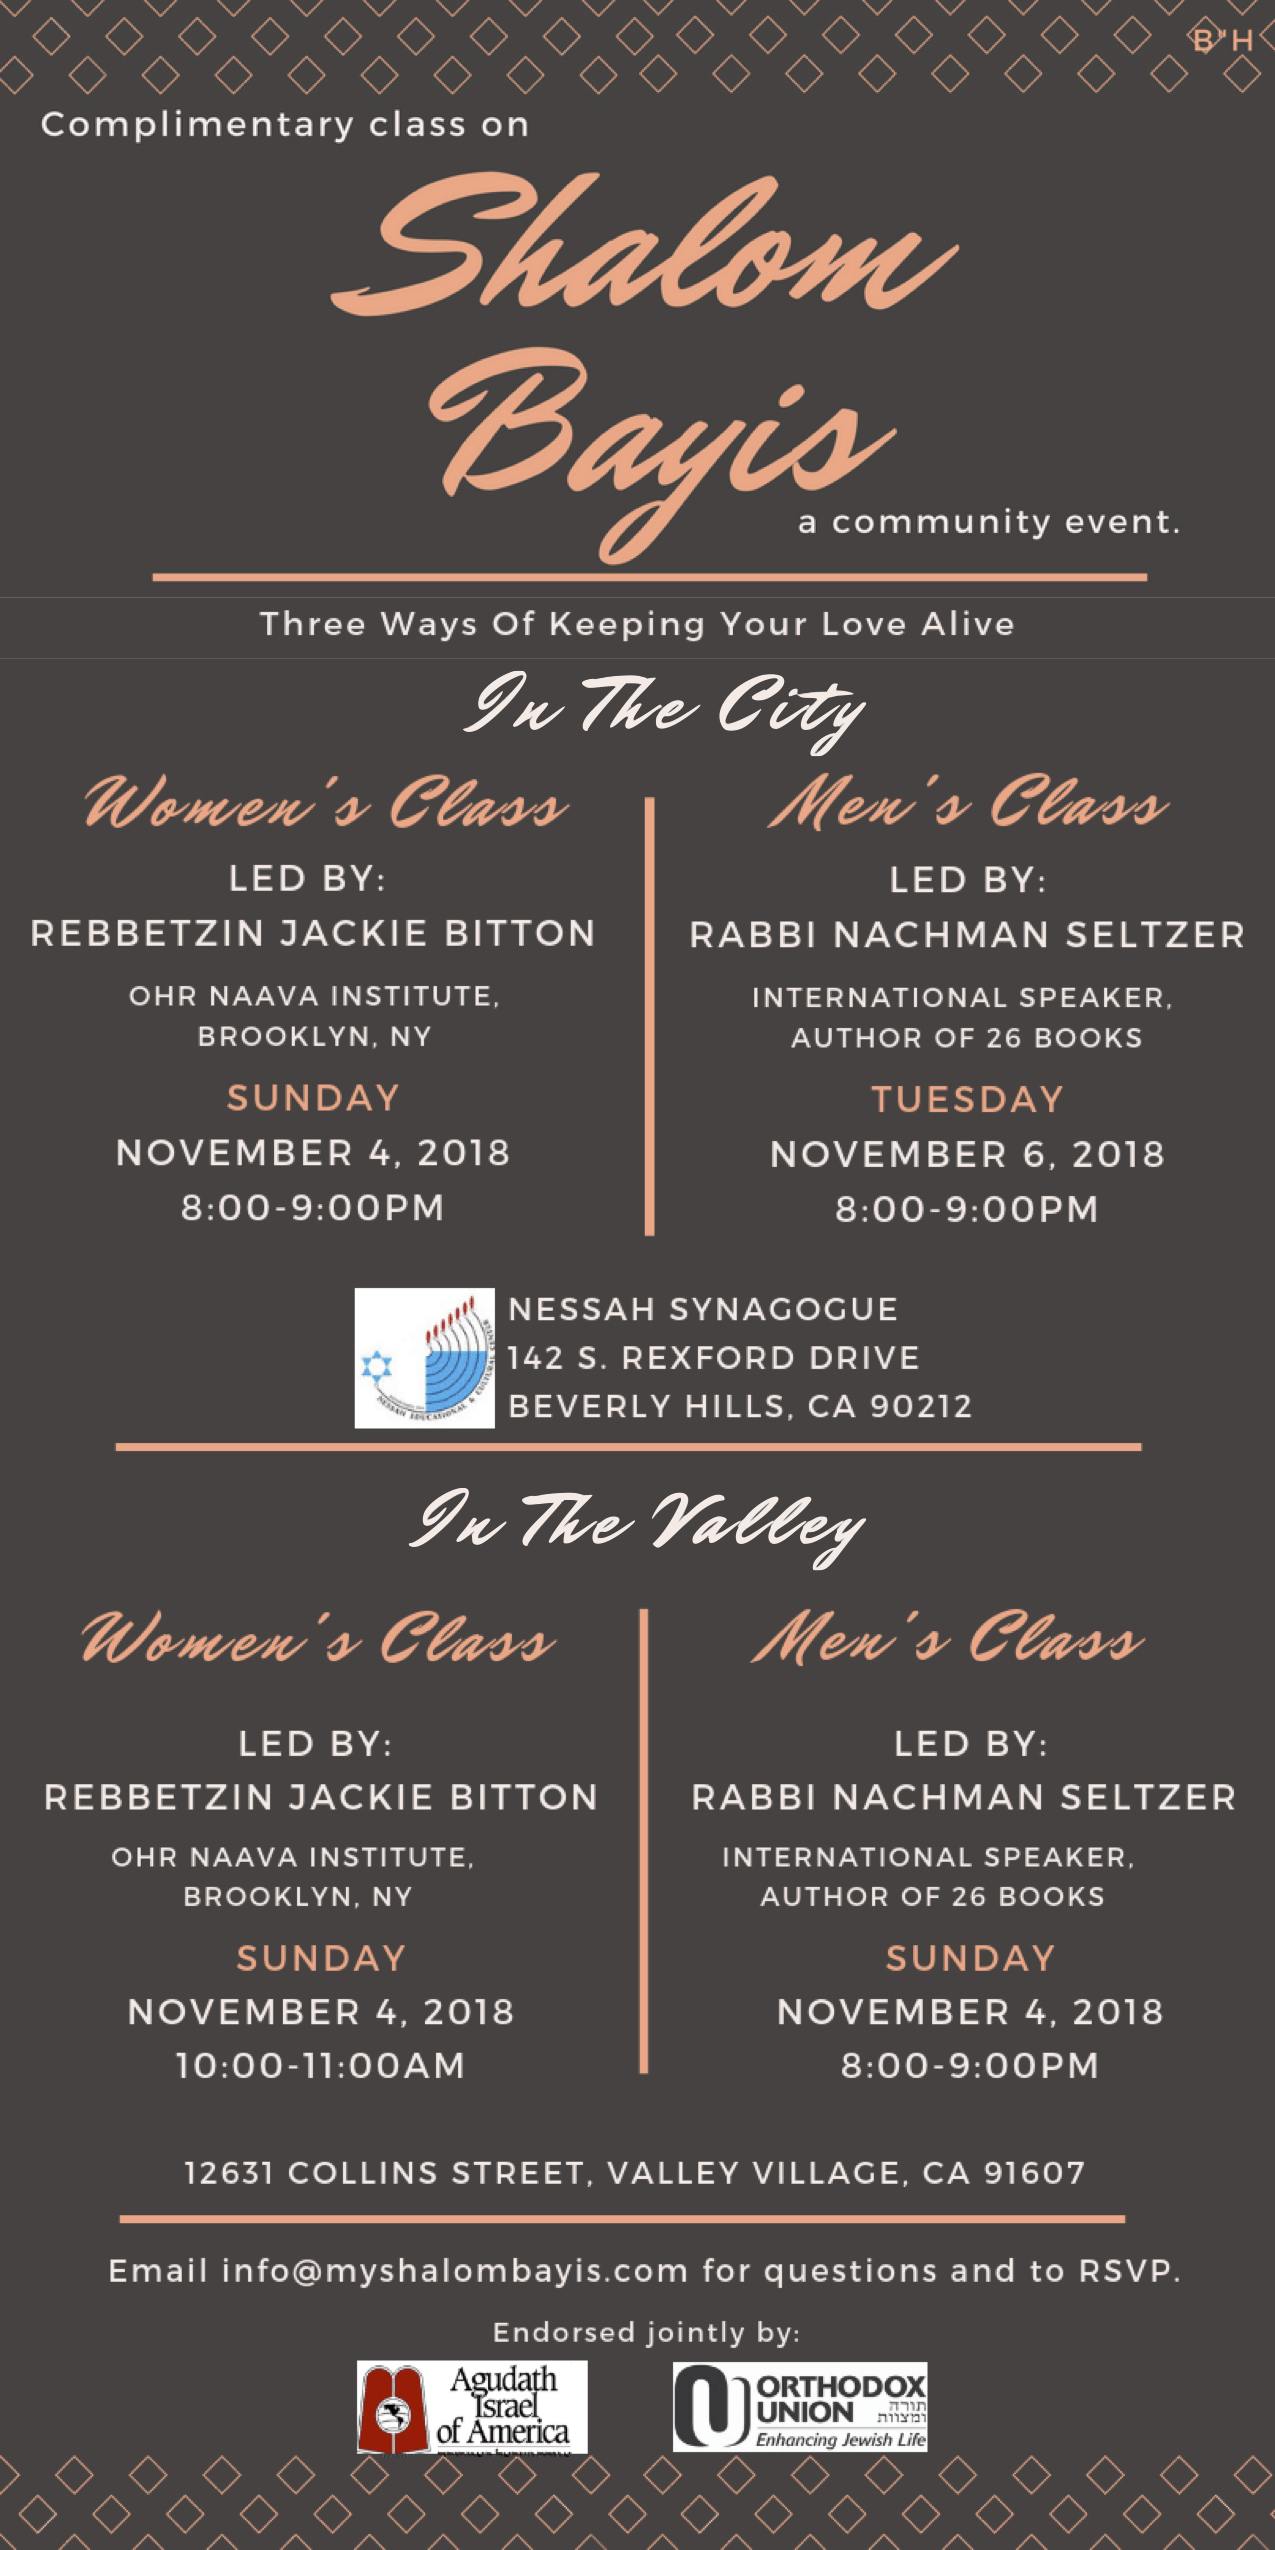 B"H
Complimentary class on
Shalom
Bayis
a community event.
Three Ways Of Keeping Your Love Alive
In The City
Women's Class
LED BY:
REBBETZIN JACKIE BITTON
OHR NAAVA INSTITUTE,
BROOKLYN, NY
SUNDAY
NOVEMBER 4, 2018
8:00-9:00PM
Men's Class
LED BY:
RABBI NACHMAN SELTZER
INTERNATIONAL SPEAKER,
AUTHOR OF 26 BOOKS
TUESDAY
NOVEMBER 6, 2018
8:00-9:00PM
NESSAH EDUCATIONAL & CULTURAL CENTER
NESSAH SYNAGOGUE
142 S. REXFORD DRIVE
BEVERLY HILLS, CA 90212
In The Valley
Women's Class
LED BY:
REBBETZIN JACKIE BITTON
OHR NAAVA INSTITUTE,
BROOKLYN, NY
SUNDAY
NOVEMBER 4, 2018
10:00-11:00AM
Men's Class
LED BY:
RABBI NACHMAN SELTZER
INTERNATIONAL SPEAKER,
AUTHOR OF 26 BOOKS
SUNDAY
NOVEMBER 4, 2018
8:00-9:00PM
12631 COLLINS STREET, VALLEY VILLAGE, CA 91607
Email info@myshalombayis.com for questions and to RSVP.
Endorsed jointly by:
Agudath
Israel
of America
ORTHODOX
UNION
תורה
ומצוות
Enhancing Jewish Life